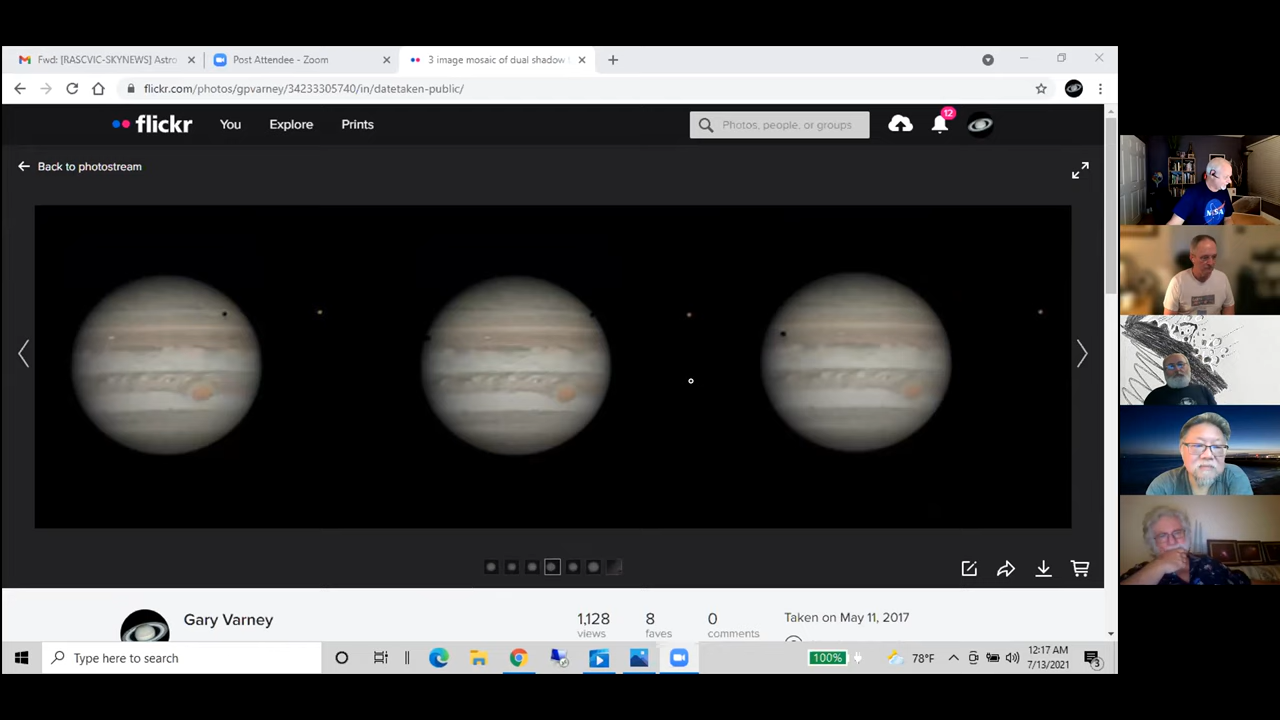 Fwd: [RASCVIC-SKYNEWS] Astro
Post Attendee - Zoom
3 image mosaic of dual shadow
flickr.com/photos/gpvarney/34233305740/in/datetaken-public/
flickr
You
Explore
Prints
Photos, people, or groups
12
Back to photostream
Gary Varney
1,128
views
8
faves
0
comments
Taken on May 11, 2017
Type here to search
100%
78°F
12:17 AM
7/13/2021
3
NASA